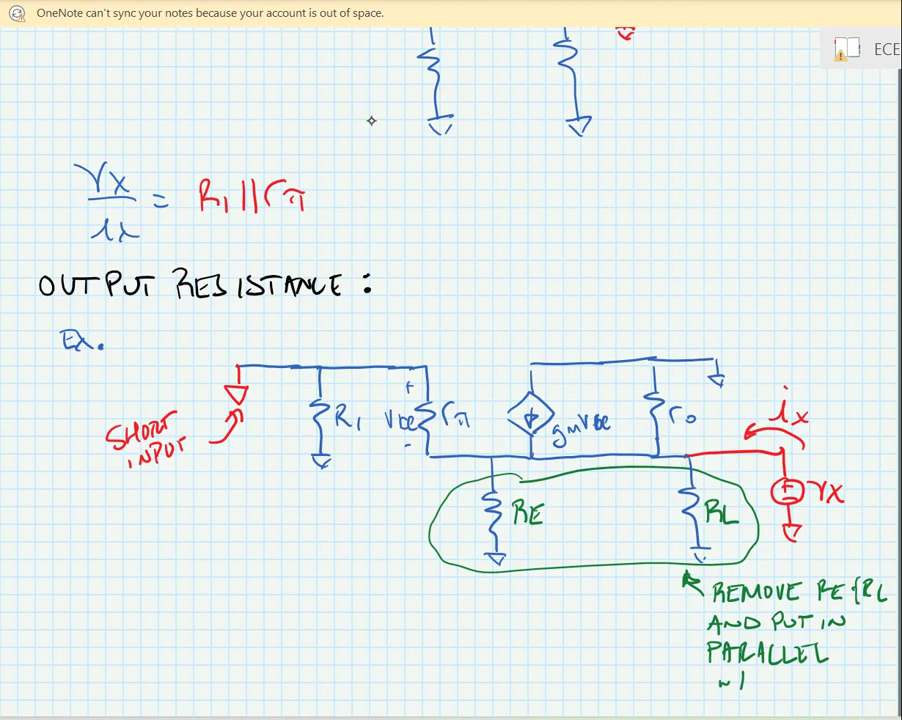 OneNote can't sync your notes because your account is out of space.
ECE
Vx
ix
= R1 || rπ
OUTPUT RESISTANCE :
Ex.
SHORT
INPUT
R1
+
Vbe
-
rπ
gmVbe
ro
ix
+
Vx
RE
RL
REMOVE RE & RL
AND PUT IN
PARALLEL
w/